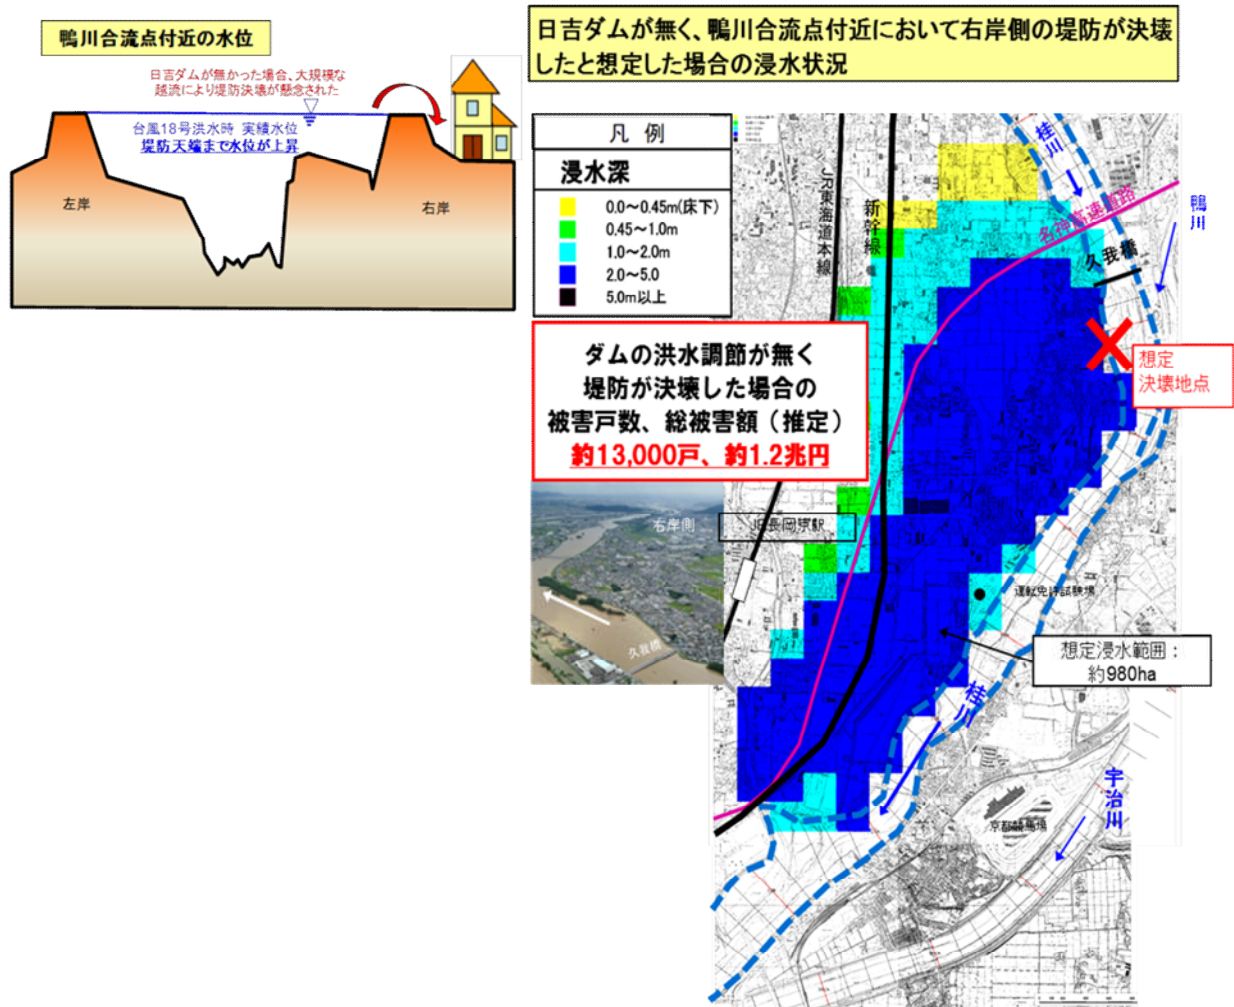 鴨川合流点付近の水位
日吉ダムが無かった場合、大規模な
越流により堤防決壊が懸念された
台風18号洪水時 実績水位
堤防天端まで水位が上昇
左岸
右岸
日吉ダムが無く、鴨川合流点付近において右岸側の堤防が決壊
したと想定した場合の浸水状況
凡 例
浸水深
0.0～0.45m(床下)
0.45～1.0m
1.0～2.0m
2.0～5.0
5.0m以上
JR東海道本線
新幹線
桂川
名神高速道路
鴨川
久我橋
想定
決壊地点
ダムの洪水調節が無く
堤防が決壊した場合の
被害戸数、総被害額（推定）
約13,000戸、約1.2兆円
右岸側
久我橋
JR長岡京駅
運転免許試験場
想定浸水範囲：
約980ha
桂川
宇治川
京都競馬場